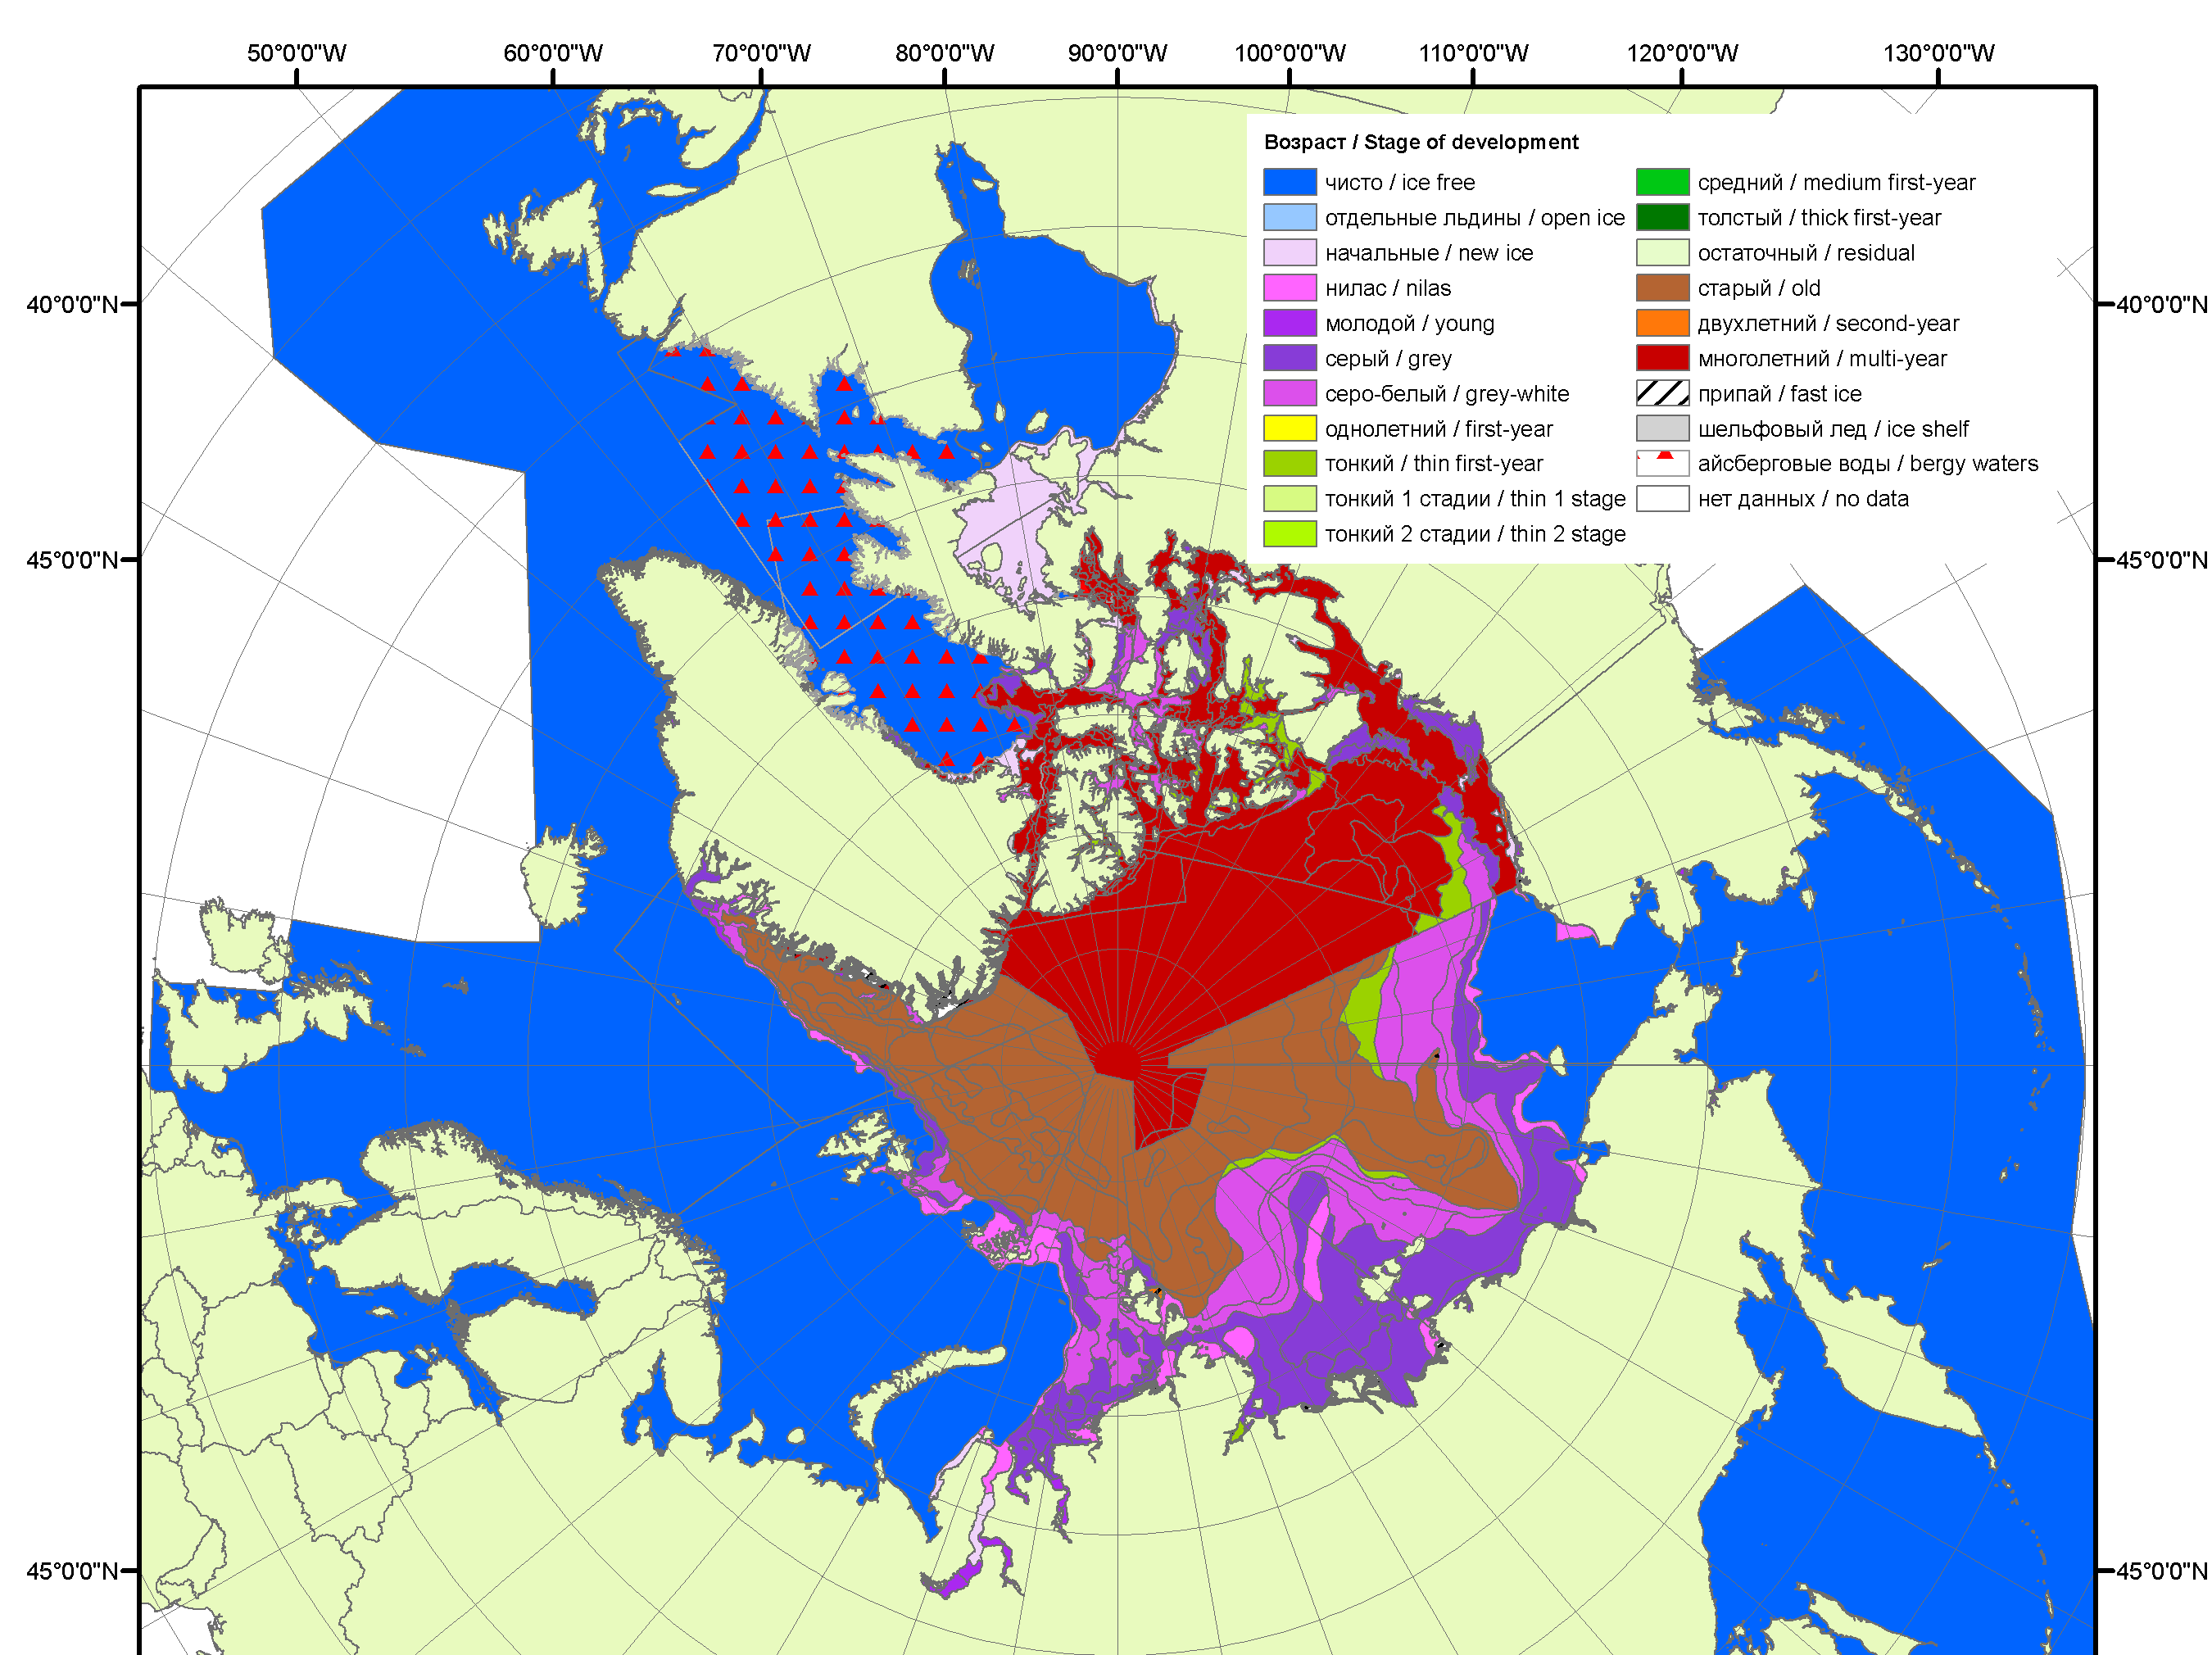 50°0'0"W 60°0'0"W 70°0'0"W 80°0'0"W 90°0'0"W 100°0'0"W 110°0'0"W 120°0'0"W 130°0'0"W
Возраст / Stage of development
чисто / ice free
отдельные льдины / open ice
начальные / new ice
нилас / nilas
молодой / young
серый / grey
серо-белый / grey-white
однолетний / first-year
тонкий / thin first-year
тонкий 1 стадии / thin 1 stage
тонкий 2 стадии / thin 2 stage
средний / medium first-year
толстый / thick first-year
остаточный / residual
старый / old
двухлетний / second-year
многолетний / multi-year
припай / fast ice
шельфовый лед / ice shelf
айсберговые воды / bergy waters
нет данных / no data
40°0'0"N 40°0'0"N
45°0'0"N 45°0'0"N
45°0'0"N 45°0'0"N